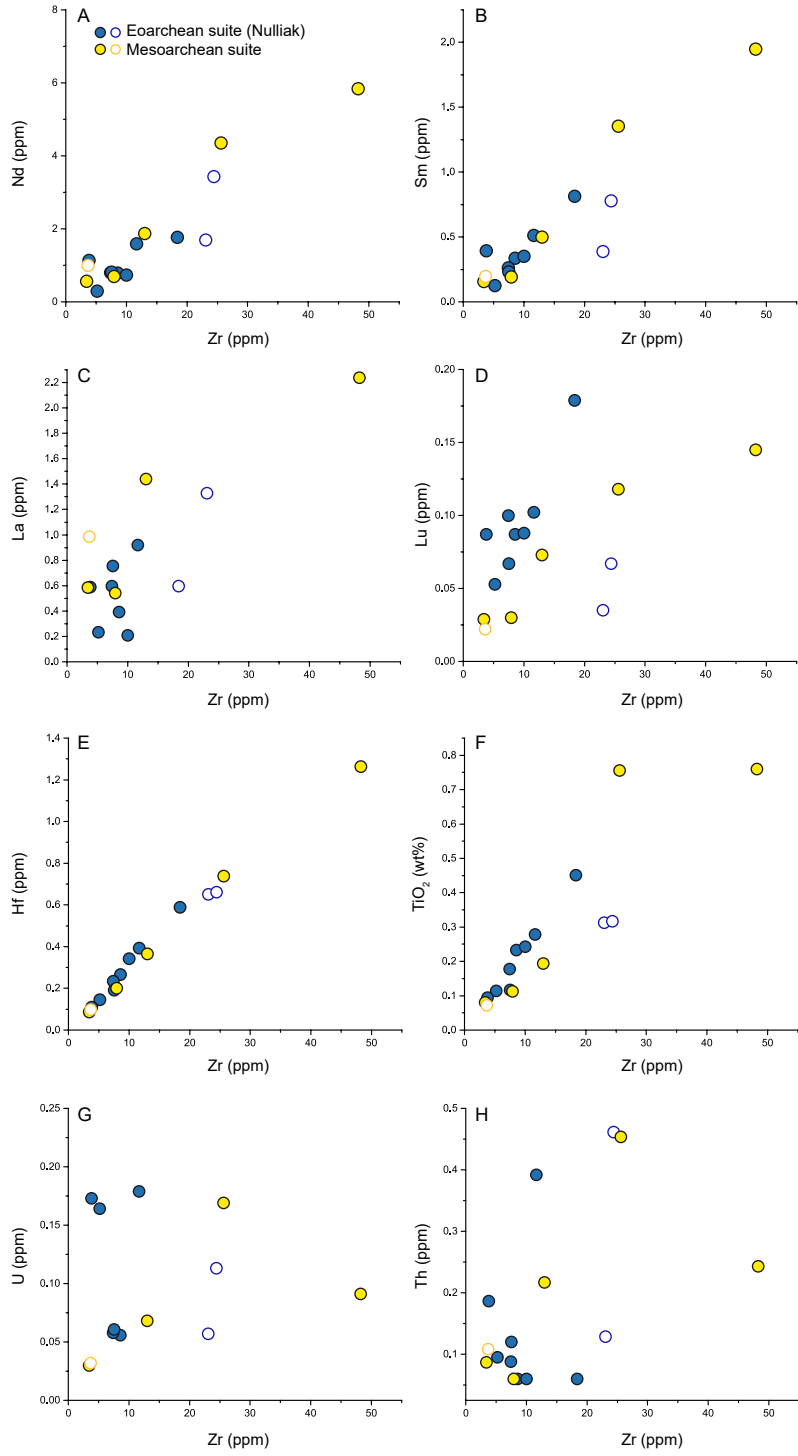 A
Eoarchean suite (Nulliak)
Mesoarchean suite
8
6
4
2
0
Nd (ppm)
0 10 20 30 40 50
Zr (ppm)
B
2.0
1.5
1.0
0.5
0.0
Sm (ppm)
0 10 20 30 40 50
Zr (ppm)
C
2.2
2.0
1.8
1.6
1.4
1.2
1.0
0.8
0.6
0.4
0.2
0.0
La (ppm)
0 10 20 30 40 50
Zr (ppm)
D
0.20
0.15
0.10
0.05
0.00
Lu (ppm)
0 10 20 30 40 50
Zr (ppm)
E
1.4
1.2
1.0
0.8
0.6
0.4
0.2
0.0
Hf (ppm)
0 10 20 30 40 50
Zr (ppm)
F
0.8
0.7
0.6
0.5
0.4
0.3
0.2
0.1
0.0
TiO₂ (wt%)
0 10 20 30 40 50
Zr (ppm)
G
0.25
0.20
0.15
0.10
0.05
0.00
U (ppm)
0 10 20 30 40 50
Zr (ppm)
H
0.5
0.4
0.3
0.2
0.1
Th (ppm)
0 10 20 30 40 50
Zr (ppm)